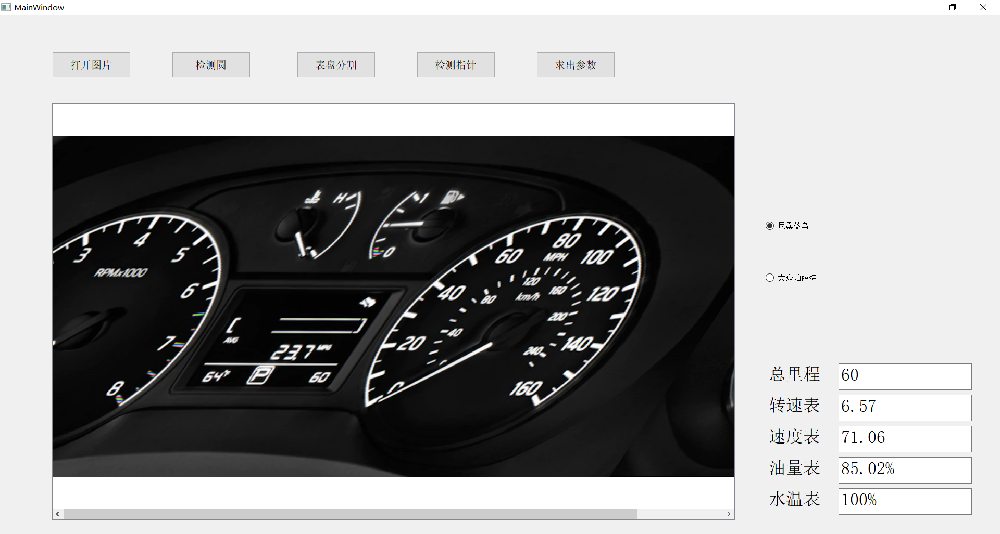 MainWindow
打开图片 检测圆 表盘分割 检测指针 求出参数
H 1
0
3 4 5 6 7 8
RPMx1000
AVG
23.7 MPG
64°F P 60
0 20 40 60 80 100 120 140 160
MPH
40 80 120 160 200 240
km/h
尼桑蓝鸟
大众帕萨特
总里程 60
转速表 6.57
速度表 71.06
油量表 85.02%
水温表 100%